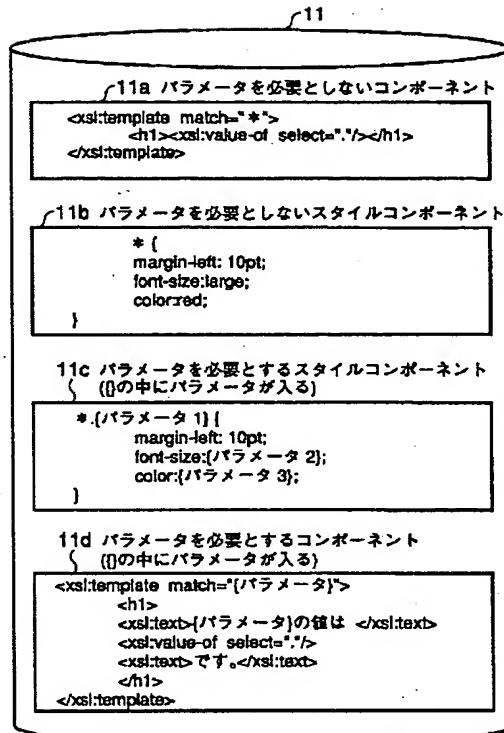 11
11a パラメータを必要としないコンポーネント
<xsl:template match="*">
<h1><xsl:value-of select="."/></h1>
</xsl:template>
11b パラメータを必要としないスタイルコンポーネント
* {
margin-left: 10pt;
font-size:large;
color:red;
}
11c パラメータを必要とするスタイルコンポーネント
({}の中にパラメータが入る)
*.{パラメータ 1} {
margin-left: 10pt;
font-size:{パラメータ 2};
color:{パラメータ 3};
}
11d パラメータを必要とするコンポーネント
({}の中にパラメータが入る)
<xsl:template match="{パラメータ}">
<h1>
<xsl:text>{パラメータ}の値は </xsl:text>
<xsl:value-of select="."/>
<xsl:text>です。</xsl:text>
</h1>
</xsl:template>